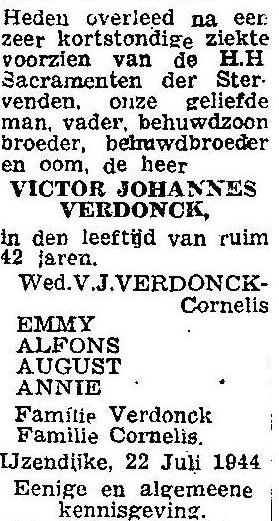 Heden overleed na een
zeer kortstondige ziekte
voorzien van de H.H
Sacramenten der Ster-
venden, onze geliefde
man, vader, behuwdzoon
broeder, behuwdbroeder
en oom, de heer
VICTOR JOHANNES
VERDONCK,
in den leeftijd van ruim
42 jaren.
Wed.V.J.VERDONCK-
Cornelis
EMMY
ALFONS
AUGUST
ANNIE
Familie Verdonck
Familie Cornelis.
IJzendijke, 22 Juli 1944
Eenige en algemeene
kennisgeving.